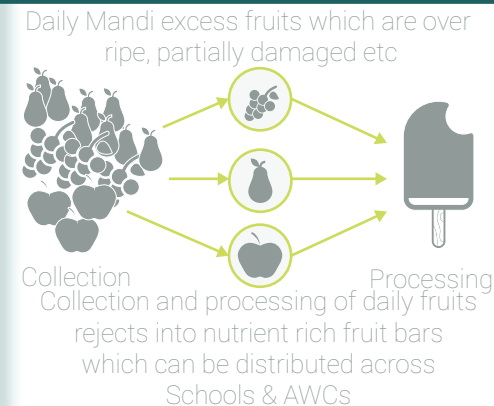 Daily Mandi excess fruits which are over
ripe, partially damaged etc
Collection
Processing
Collection and processing of daily fruits
rejects into nutrient rich fruit bars
which can be distributed across
Schools & AWCs